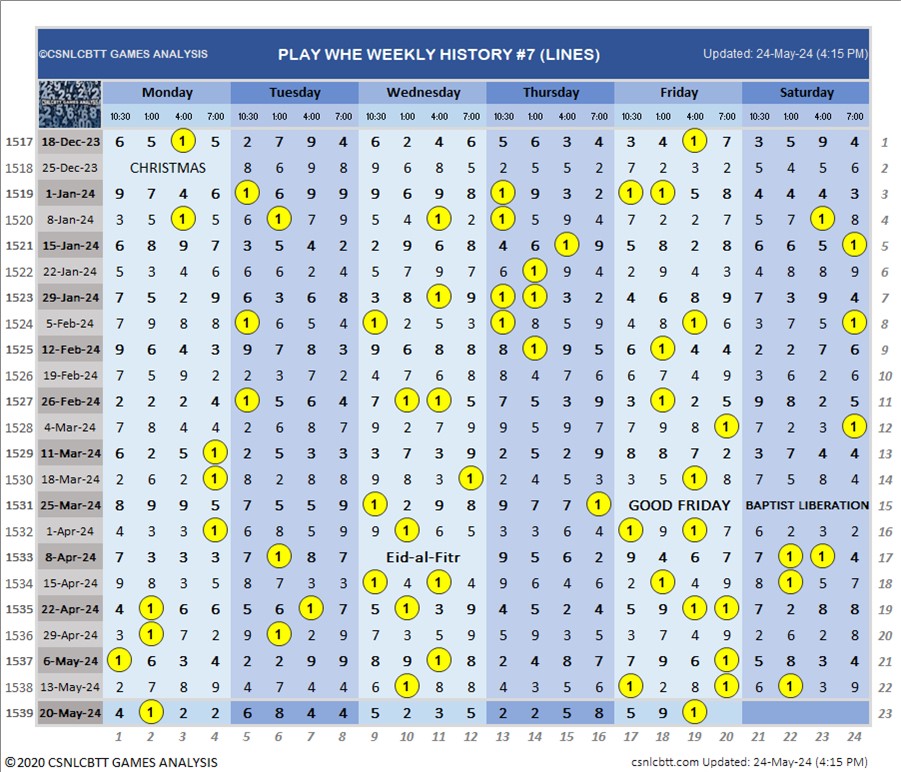 ©CSNLCBTT GAMES ANALYSIS PLAY WHE WEEKLY HISTORY #7 (LINES) Updated: 24-May-24 (4:15 PM)
Monday Tuesday Wednesday Thursday Friday Saturday
10:30 1:00 4:00 7:00 10:30 1:00 4:00 7:00 10:30 1:00 4:00 7:00 10:30 1:00 4:00 7:00 10:30 1:00 4:00 7:00 10:30 1:00 4:00 7:00
1517 18-Dec-23 6 5 1 5 2 7 9 4 6 2 4 6 5 6 3 4 3 4 1 7 3 5 9 4 1
1518 25-Dec-23 CHRISTMAS 8 6 9 8 9 6 8 5 2 5 5 2 7 2 3 2 5 4 5 6 2
1519 1-Jan-24 9 7 4 6 1 6 9 9 9 6 9 8 1 9 3 2 1 1 5 8 4 4 4 3 3
1520 8-Jan-24 3 5 1 5 6 1 7 9 5 4 1 2 1 5 9 4 7 2 2 7 5 7 1 8 4
1521 15-Jan-24 6 8 9 7 3 5 4 2 2 9 6 8 4 6 1 9 5 8 2 8 6 6 5 1 5
1522 22-Jan-24 5 3 4 6 6 6 2 4 5 7 9 7 6 1 9 4 2 9 4 3 4 8 8 9 6
1523 29-Jan-24 7 5 2 9 6 3 6 8 3 8 1 9 1 1 3 2 4 6 8 9 7 3 9 4 7
1524 5-Feb-24 7 9 8 8 1 6 5 4 1 2 5 3 1 8 5 9 4 8 1 6 3 7 5 1 8
1525 12-Feb-24 9 6 4 3 9 7 8 3 9 6 8 8 8 1 9 5 6 1 4 4 2 2 7 6 9
1526 19-Feb-24 7 5 9 2 2 3 7 2 4 7 6 8 8 4 7 6 6 7 4 9 3 6 2 6 10
1527 26-Feb-24 2 2 2 4 1 5 6 4 7 1 1 5 7 5 3 9 3 1 2 5 9 8 2 5 11
1528 4-Mar-24 7 8 4 4 2 6 8 7 9 2 7 9 9 5 9 7 7 9 8 1 7 2 3 1 12
1529 11-Mar-24 6 2 5 1 2 5 3 3 3 7 3 9 2 5 2 9 8 8 7 2 3 7 4 4 13
1530 18-Mar-24 2 6 2 1 8 2 8 8 9 8 3 1 2 4 5 3 3 5 1 8 7 5 8 4 14
1531 25-Mar-24 8 9 9 5 7 5 5 9 1 2 9 8 9 7 7 1 GOOD FRIDAY BAPTIST LIBERATION 15
1532 1-Apr-24 4 3 3 1 6 8 5 9 9 1 6 2 3 3 6 4 1 9 1 7 6 2 3 2 16
1533 8-Apr-24 7 3 3 3 7 1 8 7 Eid-al-Fitr 9 5 6 2 9 4 6 7 7 1 1 4 17
1534 15-Apr-24 9 8 3 5 8 7 3 3 1 4 1 4 9 6 4 6 2 1 4 9 8 1 5 7 18
1535 22-Apr-24 4 1 6 6 5 6 1 7 5 1 3 9 4 5 2 4 5 9 1 1 7 2 8 8 19
1536 29-Apr-24 3 1 7 2 9 1 2 9 7 3 5 9 5 9 3 5 3 7 4 9 2 6 2 8 20
1537 6-May-24 1 6 3 4 2 2 9 9 8 9 1 8 2 4 8 7 7 9 6 1 5 8 3 4 21
1538 13-May-24 2 7 8 9 4 7 4 4 6 1 8 8 4 3 5 6 1 2 8 1 6 1 3 9 22
1539 20-May-24 4 1 2 2 6 8 4 4 5 2 3 5 2 2 5 8 5 9 1 23
1 2 3 4 5 6 7 8 9 10 11 12 13 14 15 16 17 18 19 20 21 22 23 24
©2020 CSNLCBTT GAMES ANALYSIS csnlcbtt.com Updated: 24-May-24 (4:15 PM)